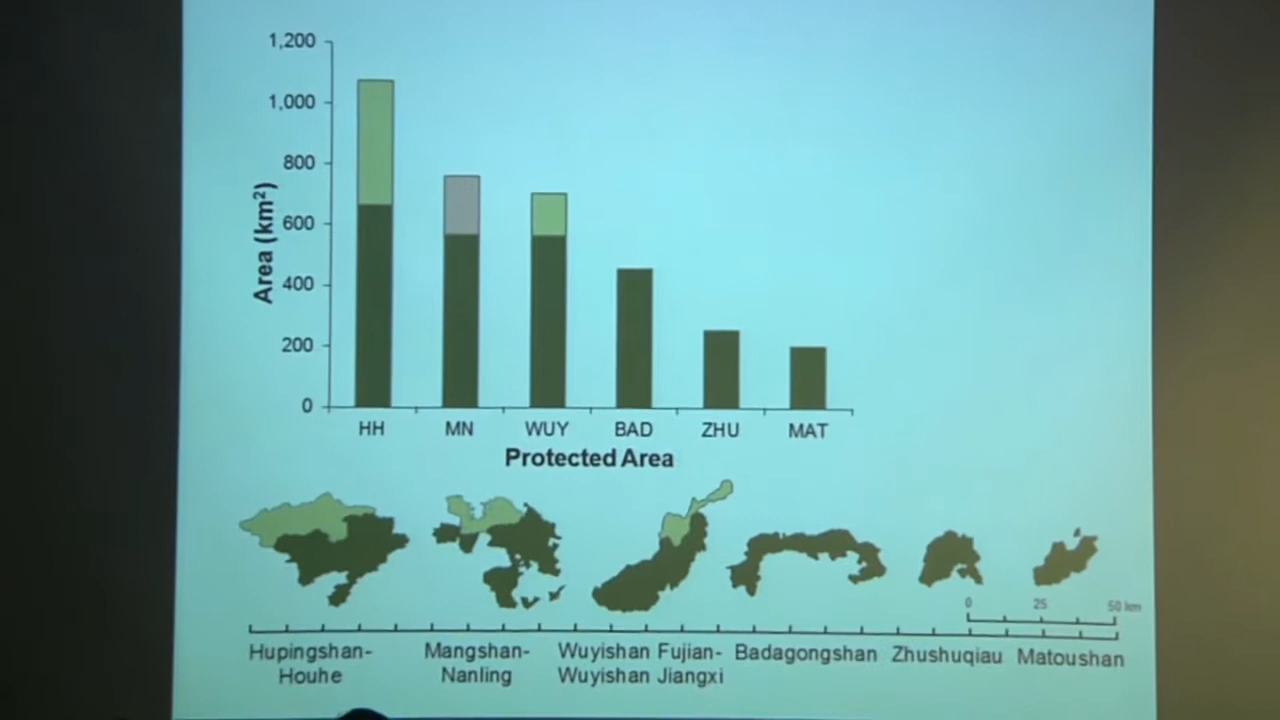 1,200
1,000
800
600
400
200
0
Area (km²)
HH MN WUY BAD ZHU MAT
Protected Area
0 25 50 km
Hupingshan- Mangshan- Wuyishan Fujian- Badagongshan Zhushuqiau Matoushan
Houhe Nanling Wuyishan Jiangxi